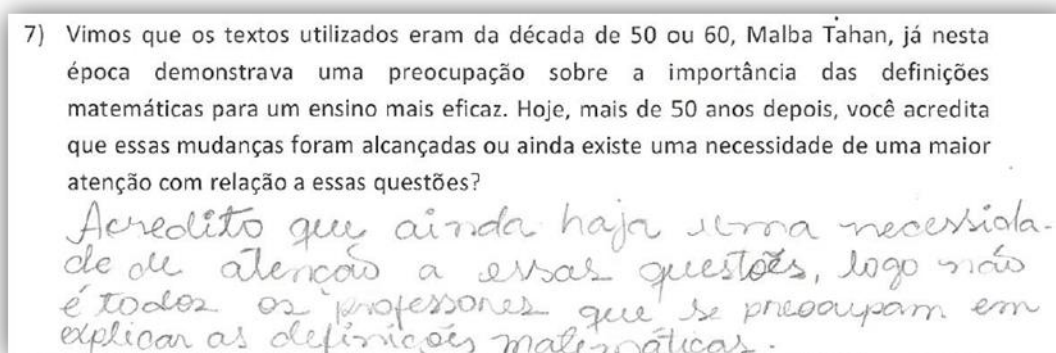 7) Vimos que os textos utilizados eram da década de 50 ou 60, Malba Tahan, já nesta
época demonstrava uma preocupação sobre a importância das definições
matemáticas para um ensino mais eficaz. Hoje, mais de 50 anos depois, você acredita
que essas mudanças foram alcançadas ou ainda existe uma necessidade de uma maior
atenção com relação a essas questões?
Acredito que ainda haja uma necessida-
de de atencão a essas questões, logo não
é todos os professores que se preocupam em
explicar as definições matemáticas.